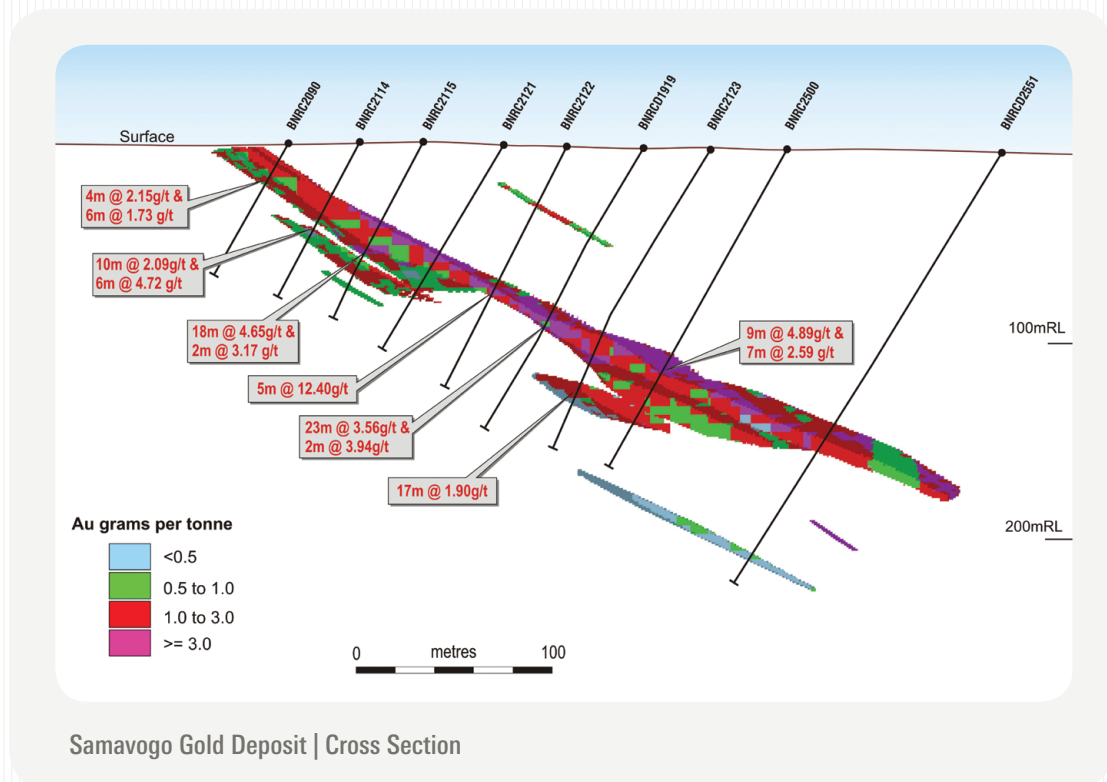 BNRC2090
BNRC2114
BNRC2115
BNRC2121
BNRC2122
BNRCD1919
BNRC2123
BNRC2500
BNRCD2551
Surface
4m @ 2.15g/t &
6m @ 1.73 g/t
10m @ 2.09g/t &
6m @ 4.72 g/t
18m @ 4.65g/t &
2m @ 3.17 g/t
5m @ 12.40g/t
23m @ 3.56g/t &
2m @ 3.94g/t
17m @ 1.90g/t
9m @ 4.89g/t &
7m @ 2.59 g/t
100mRL
200mRL
Au grams per tonne
<0.5
0.5 to 1.0
1.0 to 3.0
>= 3.0
0 metres 100
Samavogo Gold Deposit | Cross Section